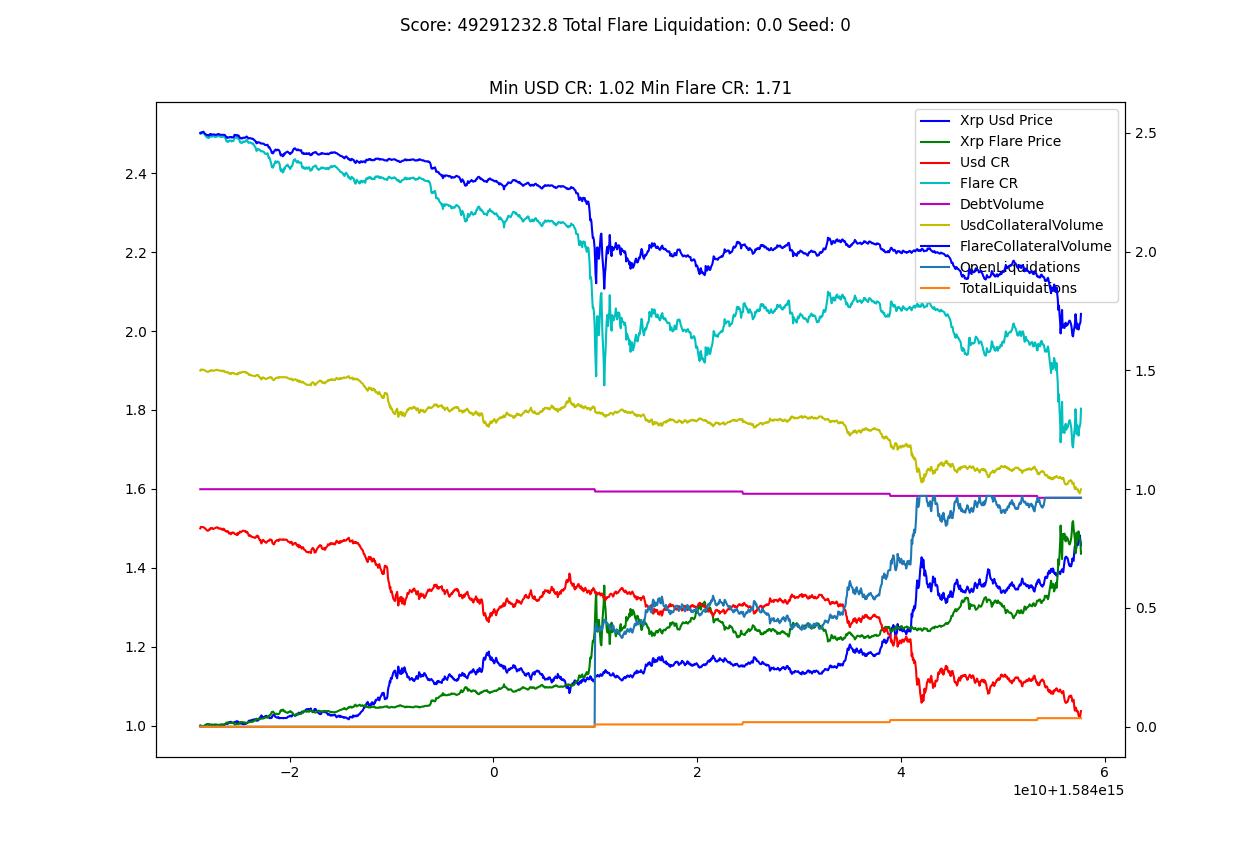 Score: 49291232.8 Total Flare Liquidation: 0.0 Seed: 0
Min USD CR: 1.02 Min Flare CR: 1.71
Xrp Usd Price
Xrp Flare Price
Usd CR
Flare CR
DebtVolume
UsdCollateralVolume
FlareCollateralVolume
OpenLiquidations
TotalLiquidations
2.4
2.2
2.0
1.8
1.6
1.4
1.2
1.0
2.5
2.0
1.5
1.0
0.5
0.0
−2
0
2
4
6
1e10+1.584e15